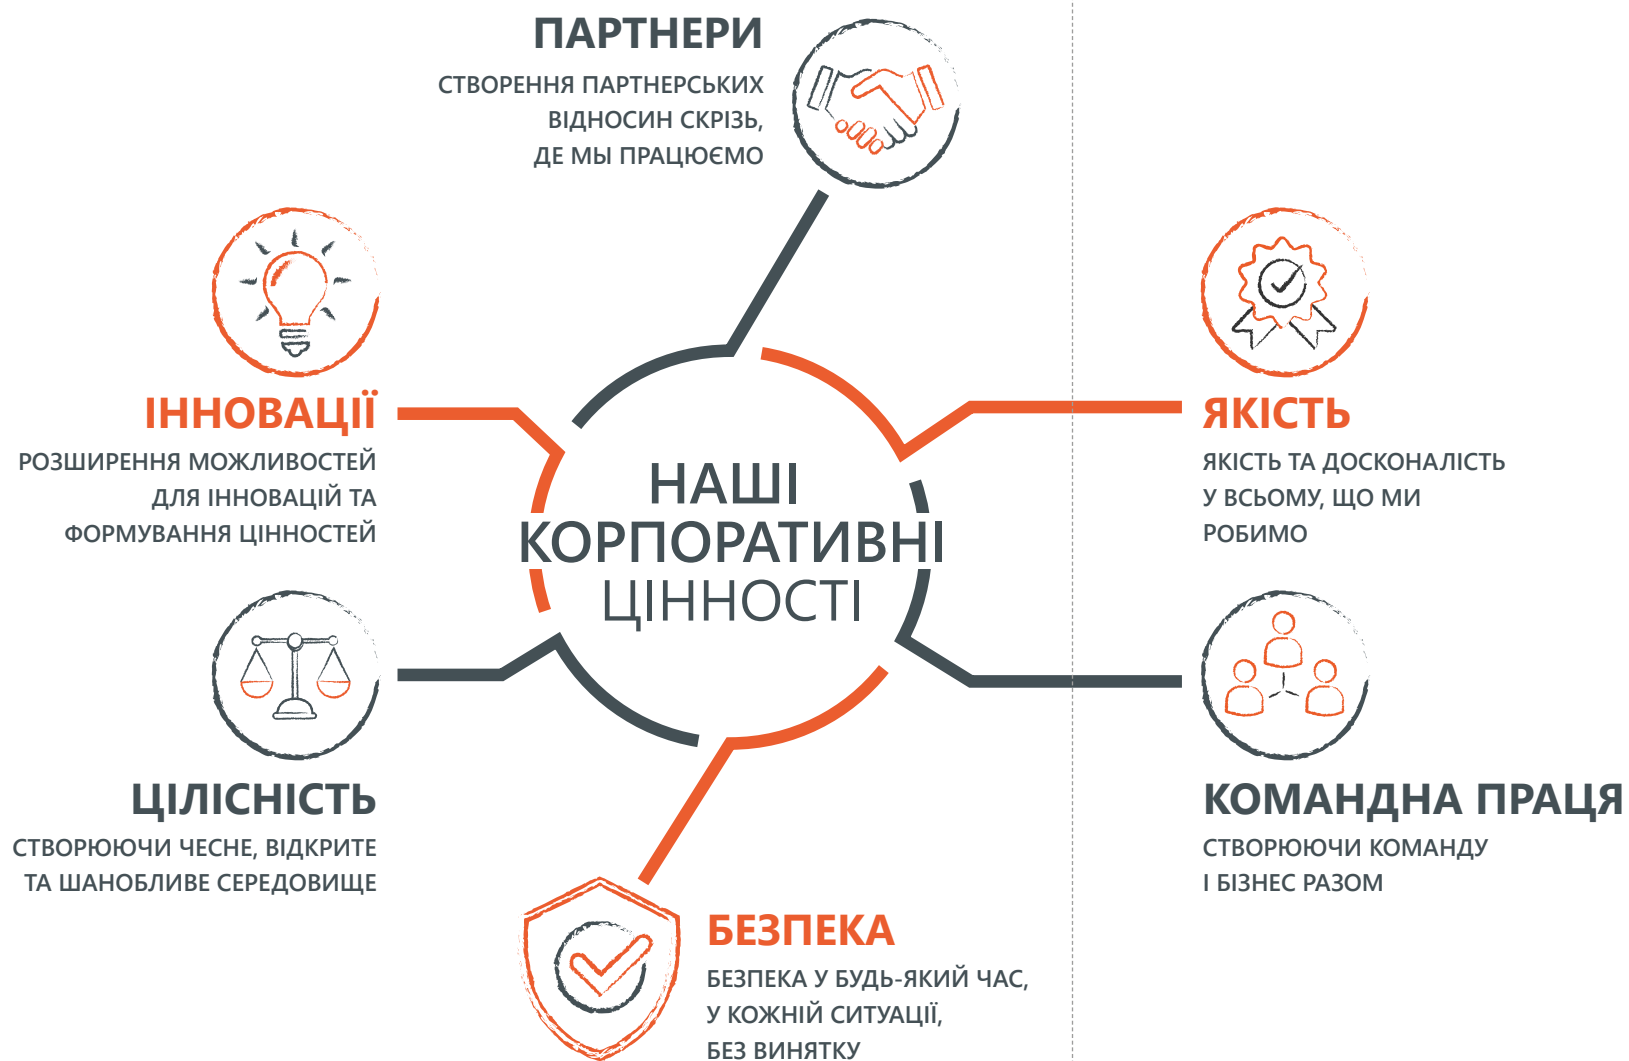 ПАРТНЕРИ
СТВОРЕННЯ ПАРТНЕРСЬКИХ
ВІДНОСИН СКРІЗЬ,
ДЕ МЫ ПРАЦЮЄМО
ІННОВАЦІЇ
РОЗШИРЕННЯ МОЖЛИВОСТЕЙ
ДЛЯ ІННОВАЦІЙ ТА
ФОРМУВАННЯ ЦІННОСТЕЙ
ЯКІСТЬ
ЯКІСТЬ ТА ДОСКОНАЛІСТЬ
У ВСЬОМУ, ЩО МИ
РОБИМО
НАШІ
КОРПОРАТИВНІ
ЦІННОСТІ
ЦІЛІСНІСТЬ
СТВОРЮЮЧИ ЧЕСНЕ, ВІДКРИТЕ
ТА ШАНОБЛИВЕ СЕРЕДОВИЩЕ
КОМАНДНА ПРАЦЯ
СТВОРЮЮЧИ КОМАНДУ
І БІЗНЕС РАЗОМ
БЕЗПЕКА
БЕЗПЕКА У БУДЬ-ЯКИЙ ЧАС,
У КОЖНІЙ СИТУАЦІЇ,
БЕЗ ВИНЯТКУ